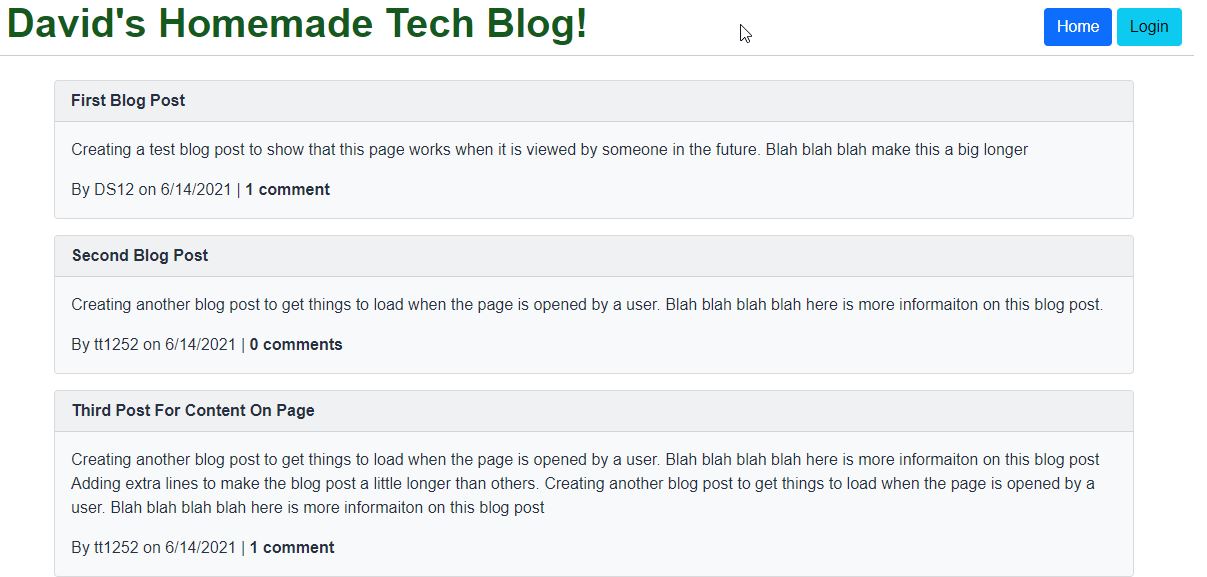 David's Homemade Tech Blog!
Home
Login
First Blog Post
Creating a test blog post to show that this page works when it is viewed by someone in the future. Blah blah blah make this a big longer
By DS12 on 6/14/2021 | 1 comment
Second Blog Post
Creating another blog post to get things to load when the page is opened by a user. Blah blah blah blah here is more informaiton on this blog post.
By tt1252 on 6/14/2021 | 0 comments
Third Post For Content On Page
Creating another blog post to get things to load when the page is opened by a user. Blah blah blah blah here is more informaiton on this blog post
Adding extra lines to make the blog post a little longer than others. Creating another blog post to get things to load when the page is opened by a
user. Blah blah blah blah here is more informaiton on this blog post
By tt1252 on 6/14/2021 | 1 comment